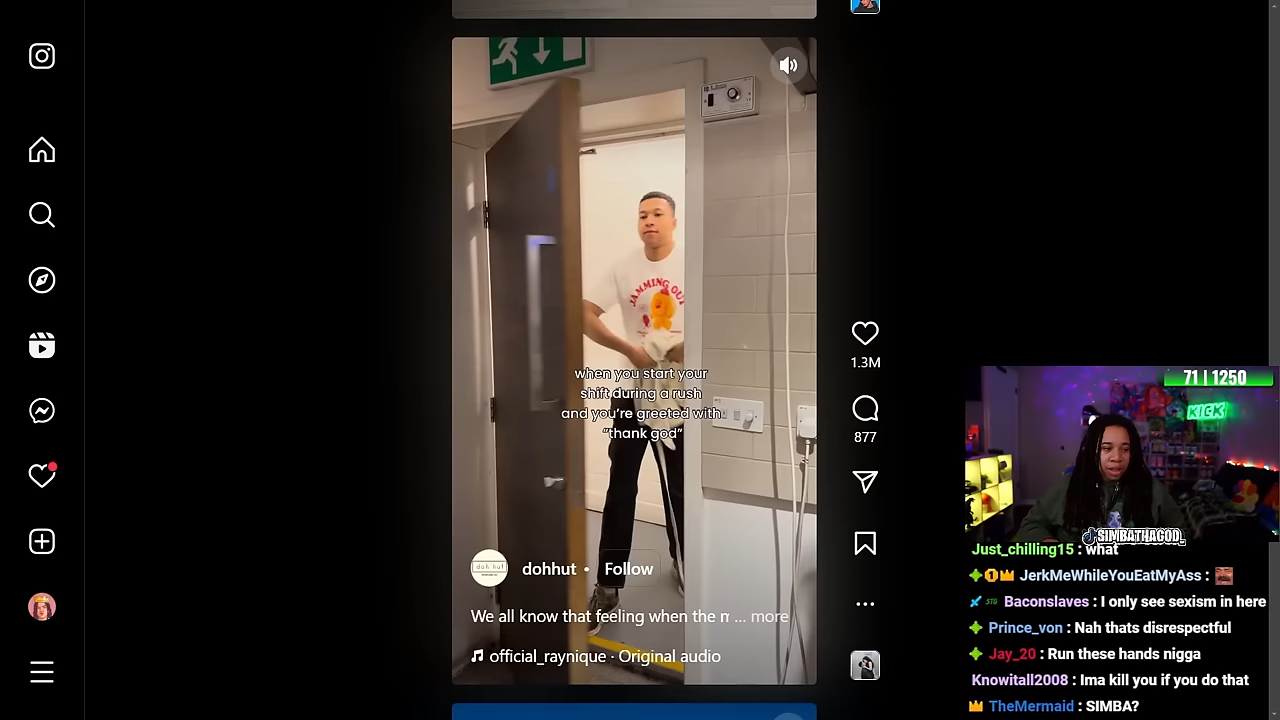 JAMMING OUT
when you start your
shift during a rush
and you're greeted with
"thank god"
dohhut • Follow
We all know that feeling when the n ... more
official_raynique · Original audio
1.3M
877
71 | 1250
KICK
@SIMBATHAGOD_
Just_chilling15 : what
JerkMeWhileYouEatMyAss :
Baconslaves : I only see sexism in here
Prince_von : Nah thats disrespectful
Jay_20 : Run these hands nigga
Knowitall2008 : Ima kill you if you do that
TheMermaid : SIMBA?